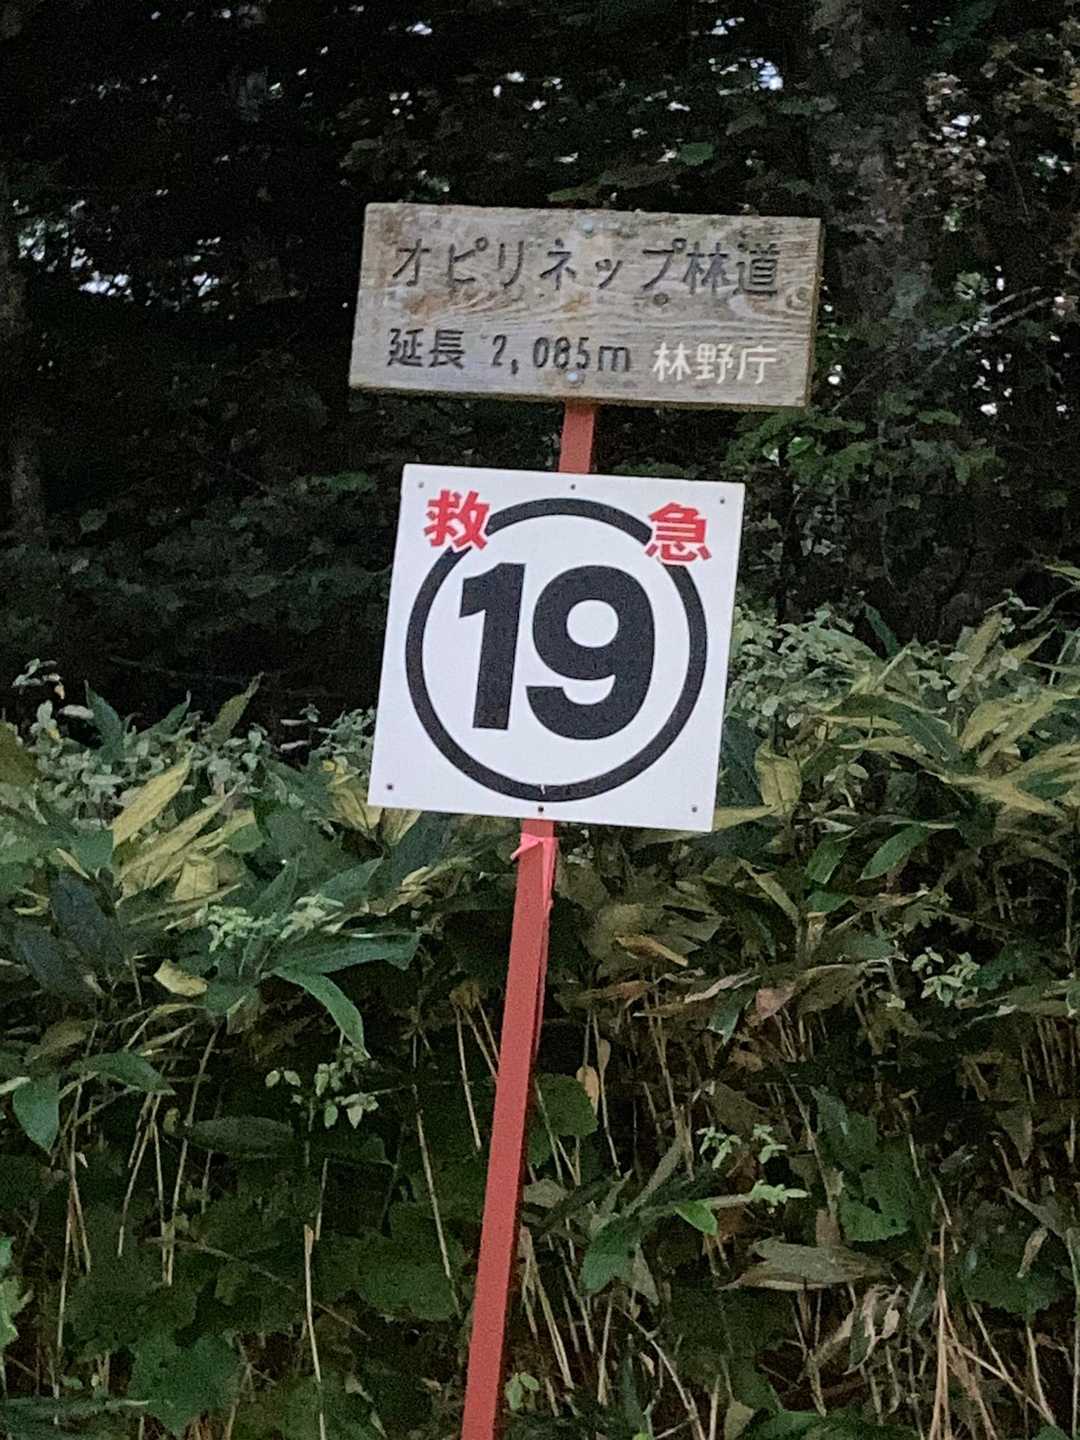 オピリネップ林道
延長 2,085m 林野庁
救急
19